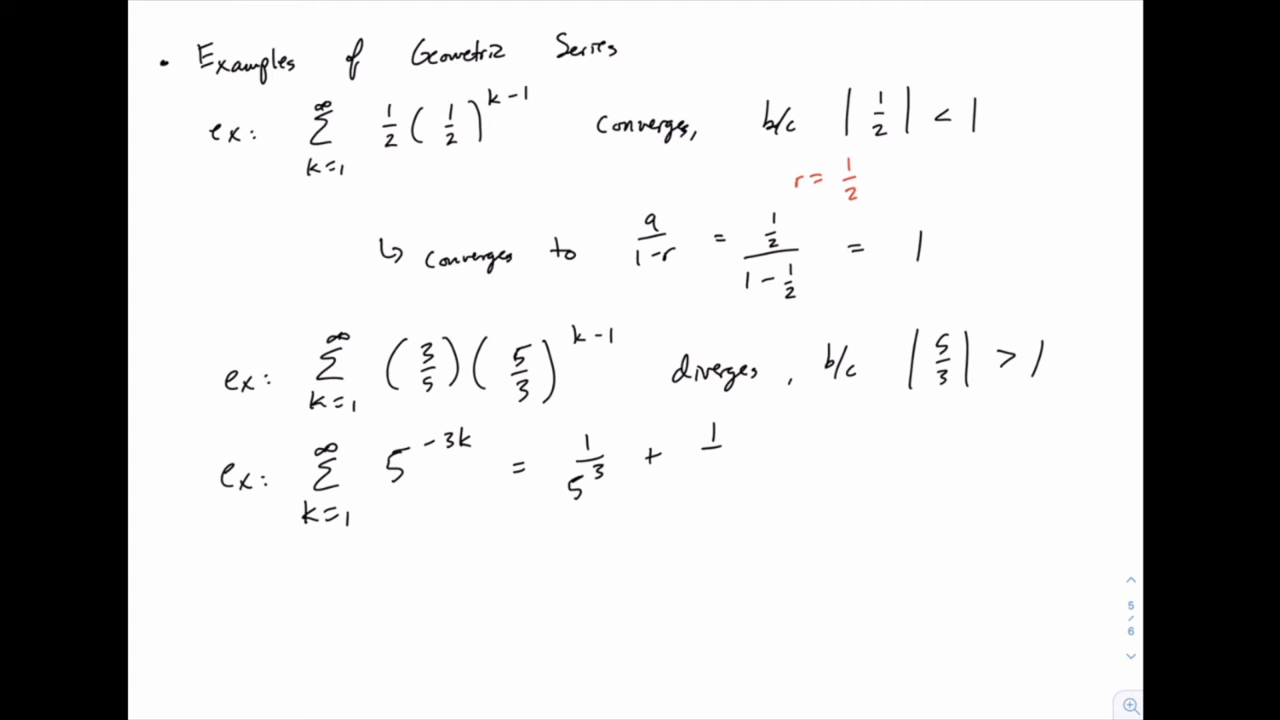 • Examples of Geometric Series
ex: ∞ Σ k=1 1/2 ( 1/2 )^(k-1) converges, b/c | 1/2 | < 1
r = 1/2
↳ converges to a/(1-r) = (1/2)/(1 - 1/2) = 1
ex: ∞ Σ k=1 ( 3/5 ) ( 5/3 )^(k-1) diverges, b/c | 5/3 | > 1
ex: ∞ Σ k=1 5^(-3k) = 1/5^3 + 1/
5
/
6